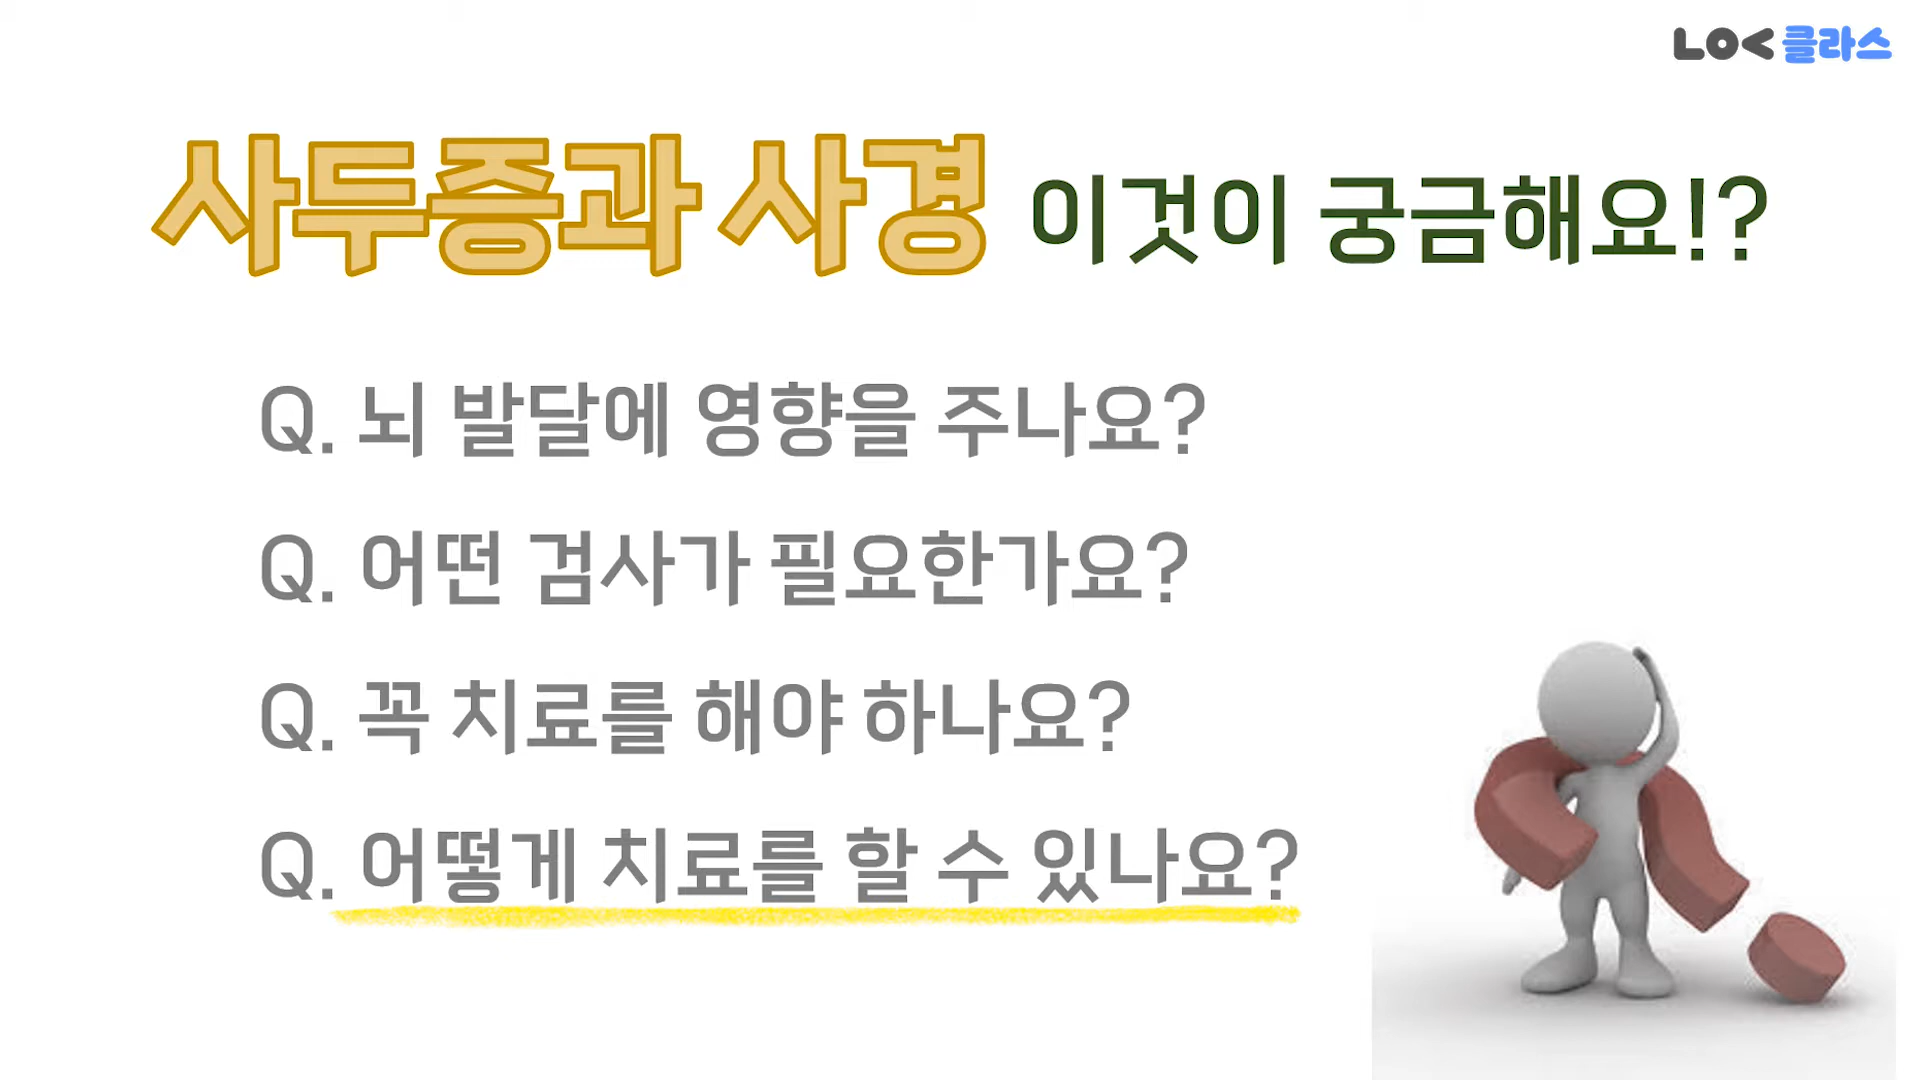 ㄴㅇㄑ 클라스
사두증과 사경 이것이 궁금해요!?
Q. 뇌 발달에 영향을 주나요?
Q. 어떤 검사가 필요한가요?
Q. 꼭 치료를 해야 하나요?
Q. 어떻게 치료를 할 수 있나요?